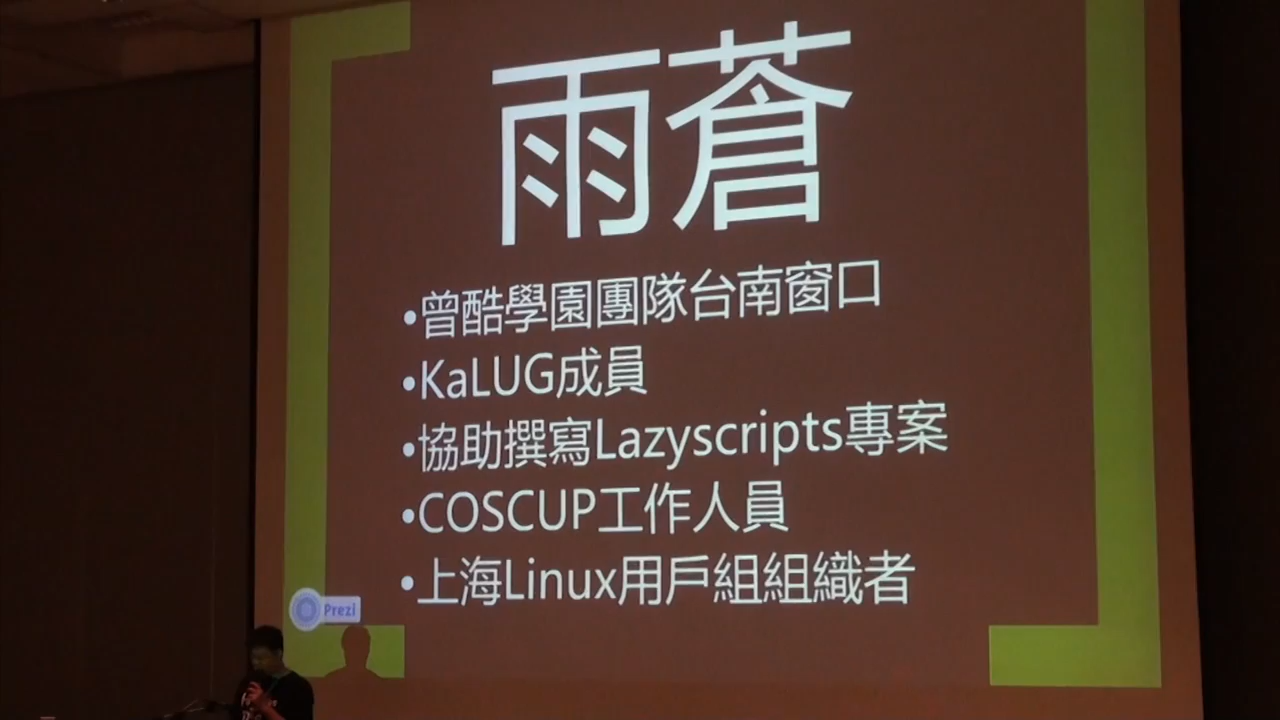 雨蒼
•曾酷學園團隊台南窗口
•KaLUG成員
•協助撰寫Lazyscripts專案
•COSCUP工作人員
•上海Linux用戶組組織者
Prezi